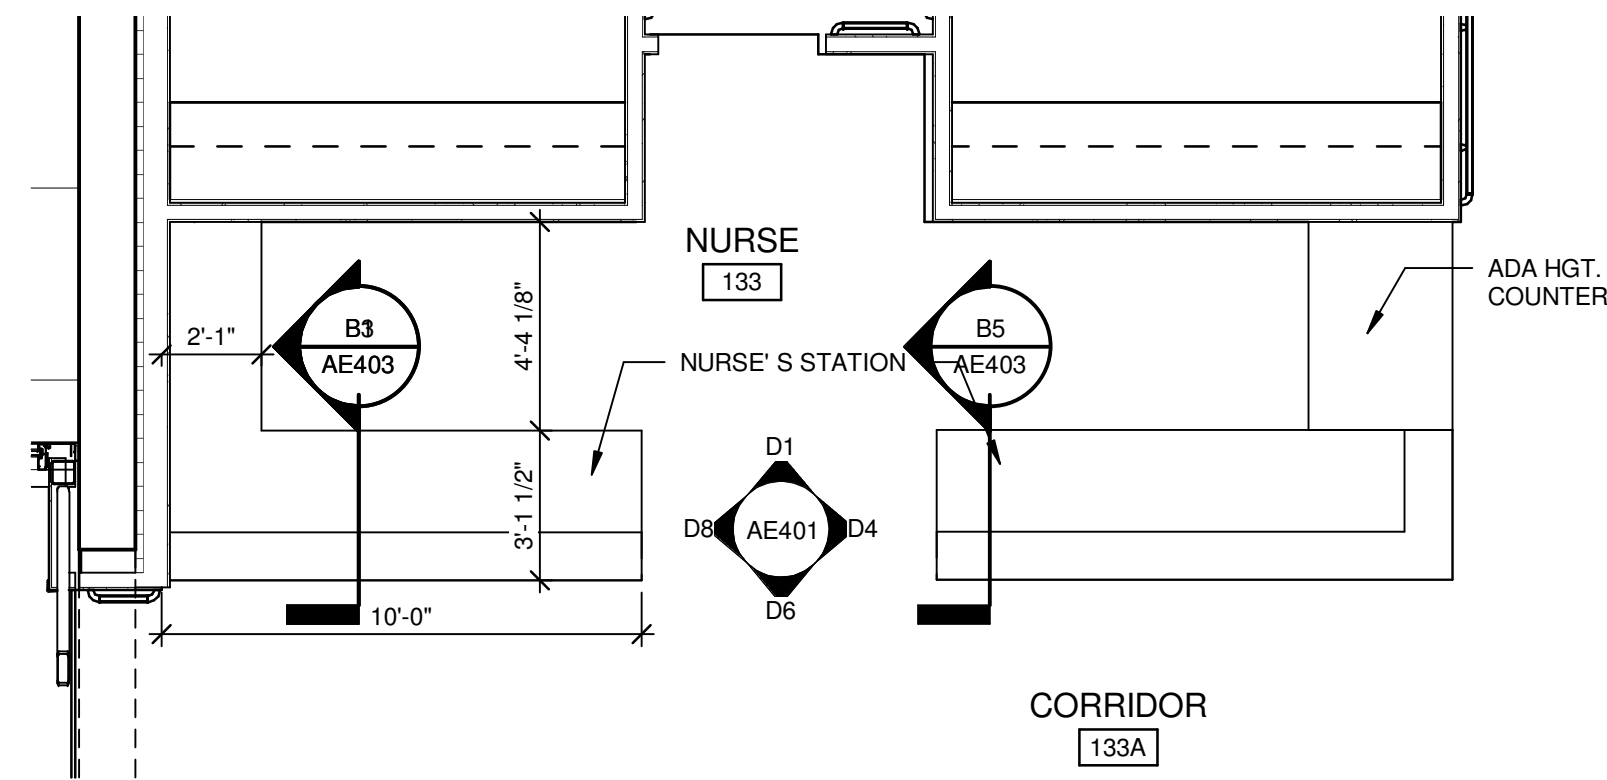 NURSE
133
ADA HGT.
COUNTER
2'-1"
AE403
4'-4 1/8"
B5
AE403
NURSE' S STATION
D1
D8
AE401
D4
D6
3'-1 1/2"
10'-0"
CORRIDOR
133A